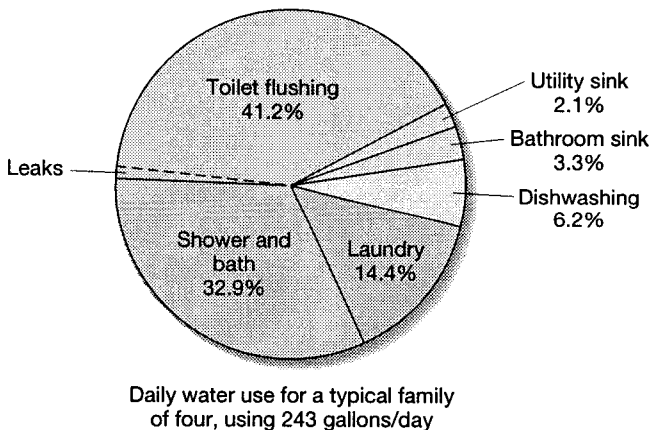 Toilet flushing
41.2%
Utility sink
2.1%
Bathroom sink
3.3%
Leaks
Dishwashing
6.2%
Shower and
bath
32.9%
Laundry
14.4%
Daily water use for a typical family
of four, using 243 gallons/day